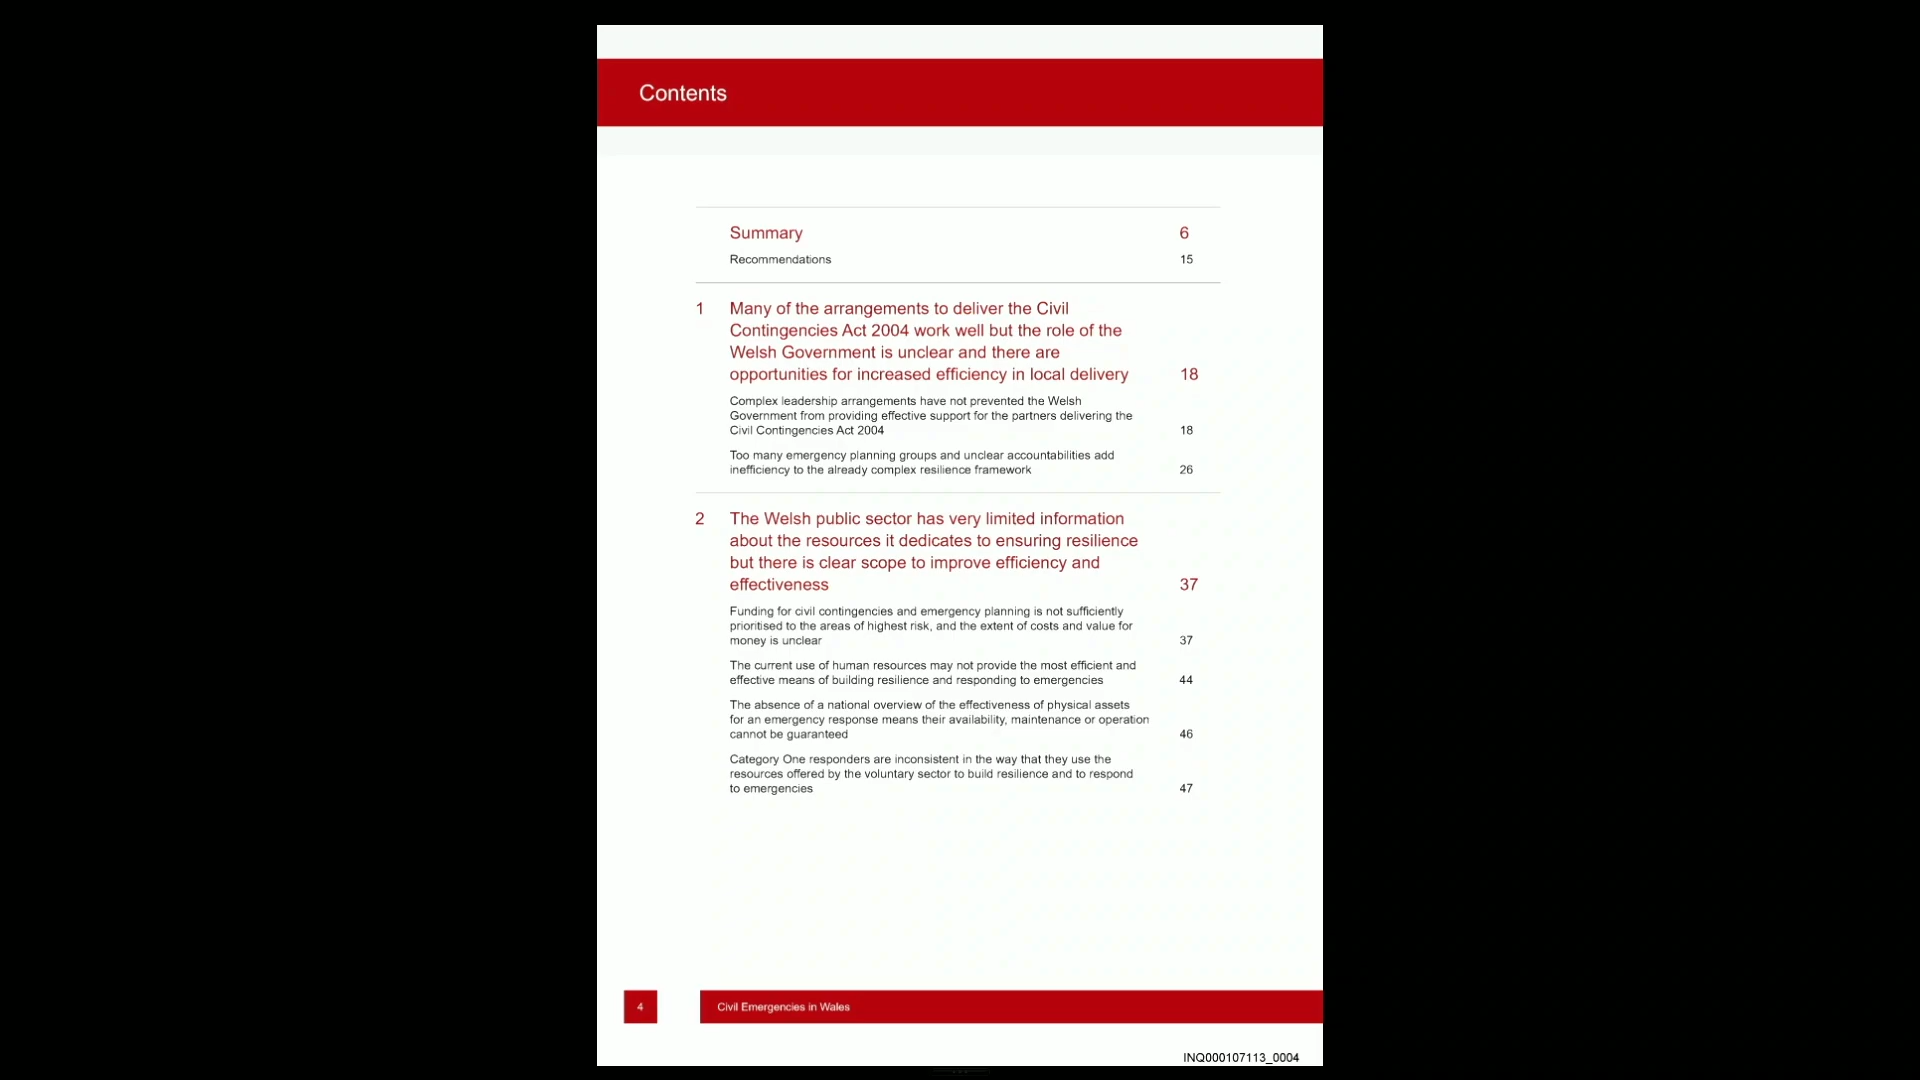 Contents
Summary 6
Recommendations 15
1 Many of the arrangements to deliver the Civil
Contingencies Act 2004 work well but the role of the
Welsh Government is unclear and there are
opportunities for increased efficiency in local delivery 18
Complex leadership arrangements have not prevented the Welsh
Government from providing effective support for the partners delivering the
Civil Contingencies Act 2004 18
Too many emergency planning groups and unclear accountabilities add
inefficiency to the already complex resilience framework 26
2 The Welsh public sector has very limited information
about the resources it dedicates to ensuring resilience
but there is clear scope to improve efficiency and
effectiveness 37
Funding for civil contingencies and emergency planning is not sufficiently
prioritised to the areas of highest risk, and the extent of costs and value for
money is unclear 37
The current use of human resources may not provide the most efficient and
effective means of building resilience and responding to emergencies 44
The absence of a national overview of the effectiveness of physical assets
for an emergency response means their availability, maintenance or operation
cannot be guaranteed 46
Category One responders are inconsistent in the way that they use the
resources offered by the voluntary sector to build resilience and to respond
to emergencies 47
4 Civil Emergencies in Wales
INQ000107113_0004